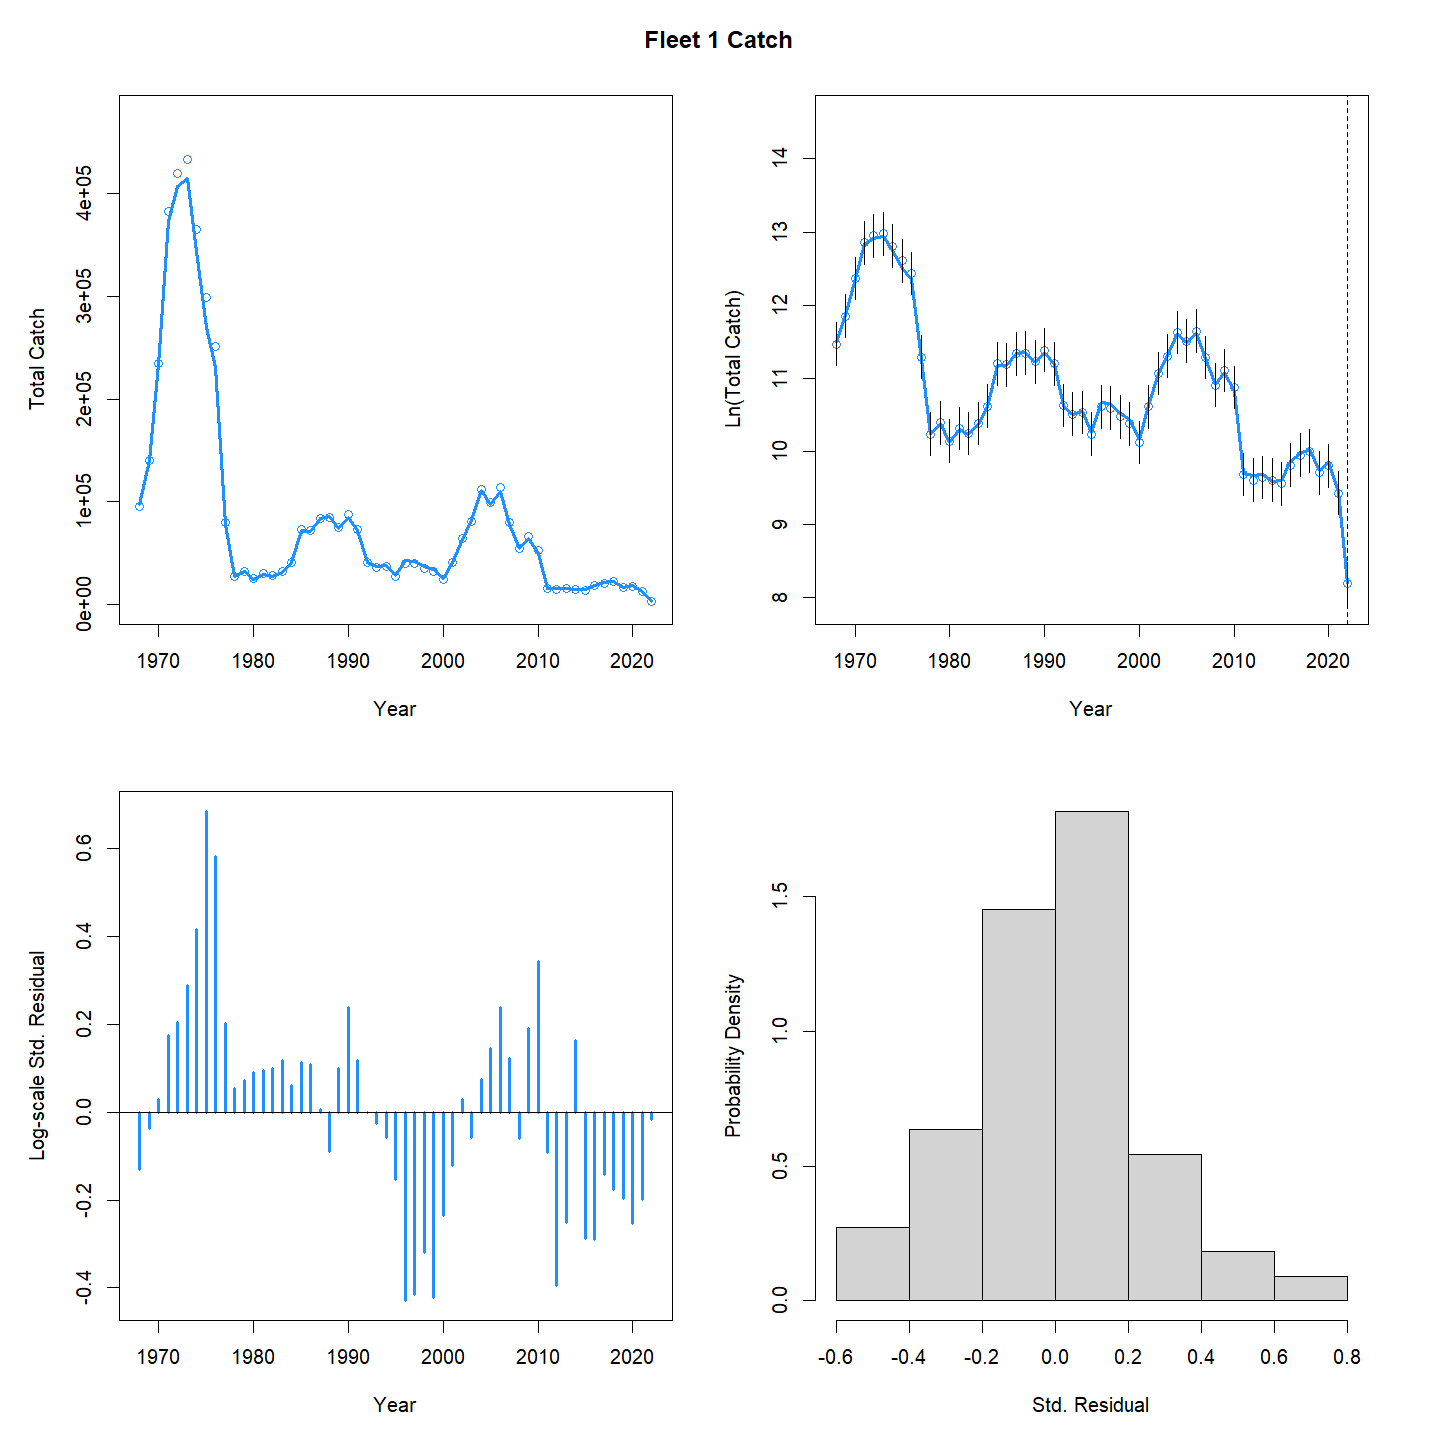 Fleet 1 Catch
Total Catch
0e+00 1e+05 2e+05 3e+05 4e+05
1970 1980 1990 2000 2010 2020
Year
Ln(Total Catch)
8 9 10 11 12 13 14
1970 1980 1990 2000 2010 2020
Year
Log-scale Std. Residual
-0.4 -0.2 0.0 0.2 0.4 0.6
1970 1980 1990 2000 2010 2020
Year
Probability Density
0.0 0.5 1.0 1.5
-0.6 -0.4 -0.2 0.0 0.2 0.4 0.6 0.8
Std. Residual